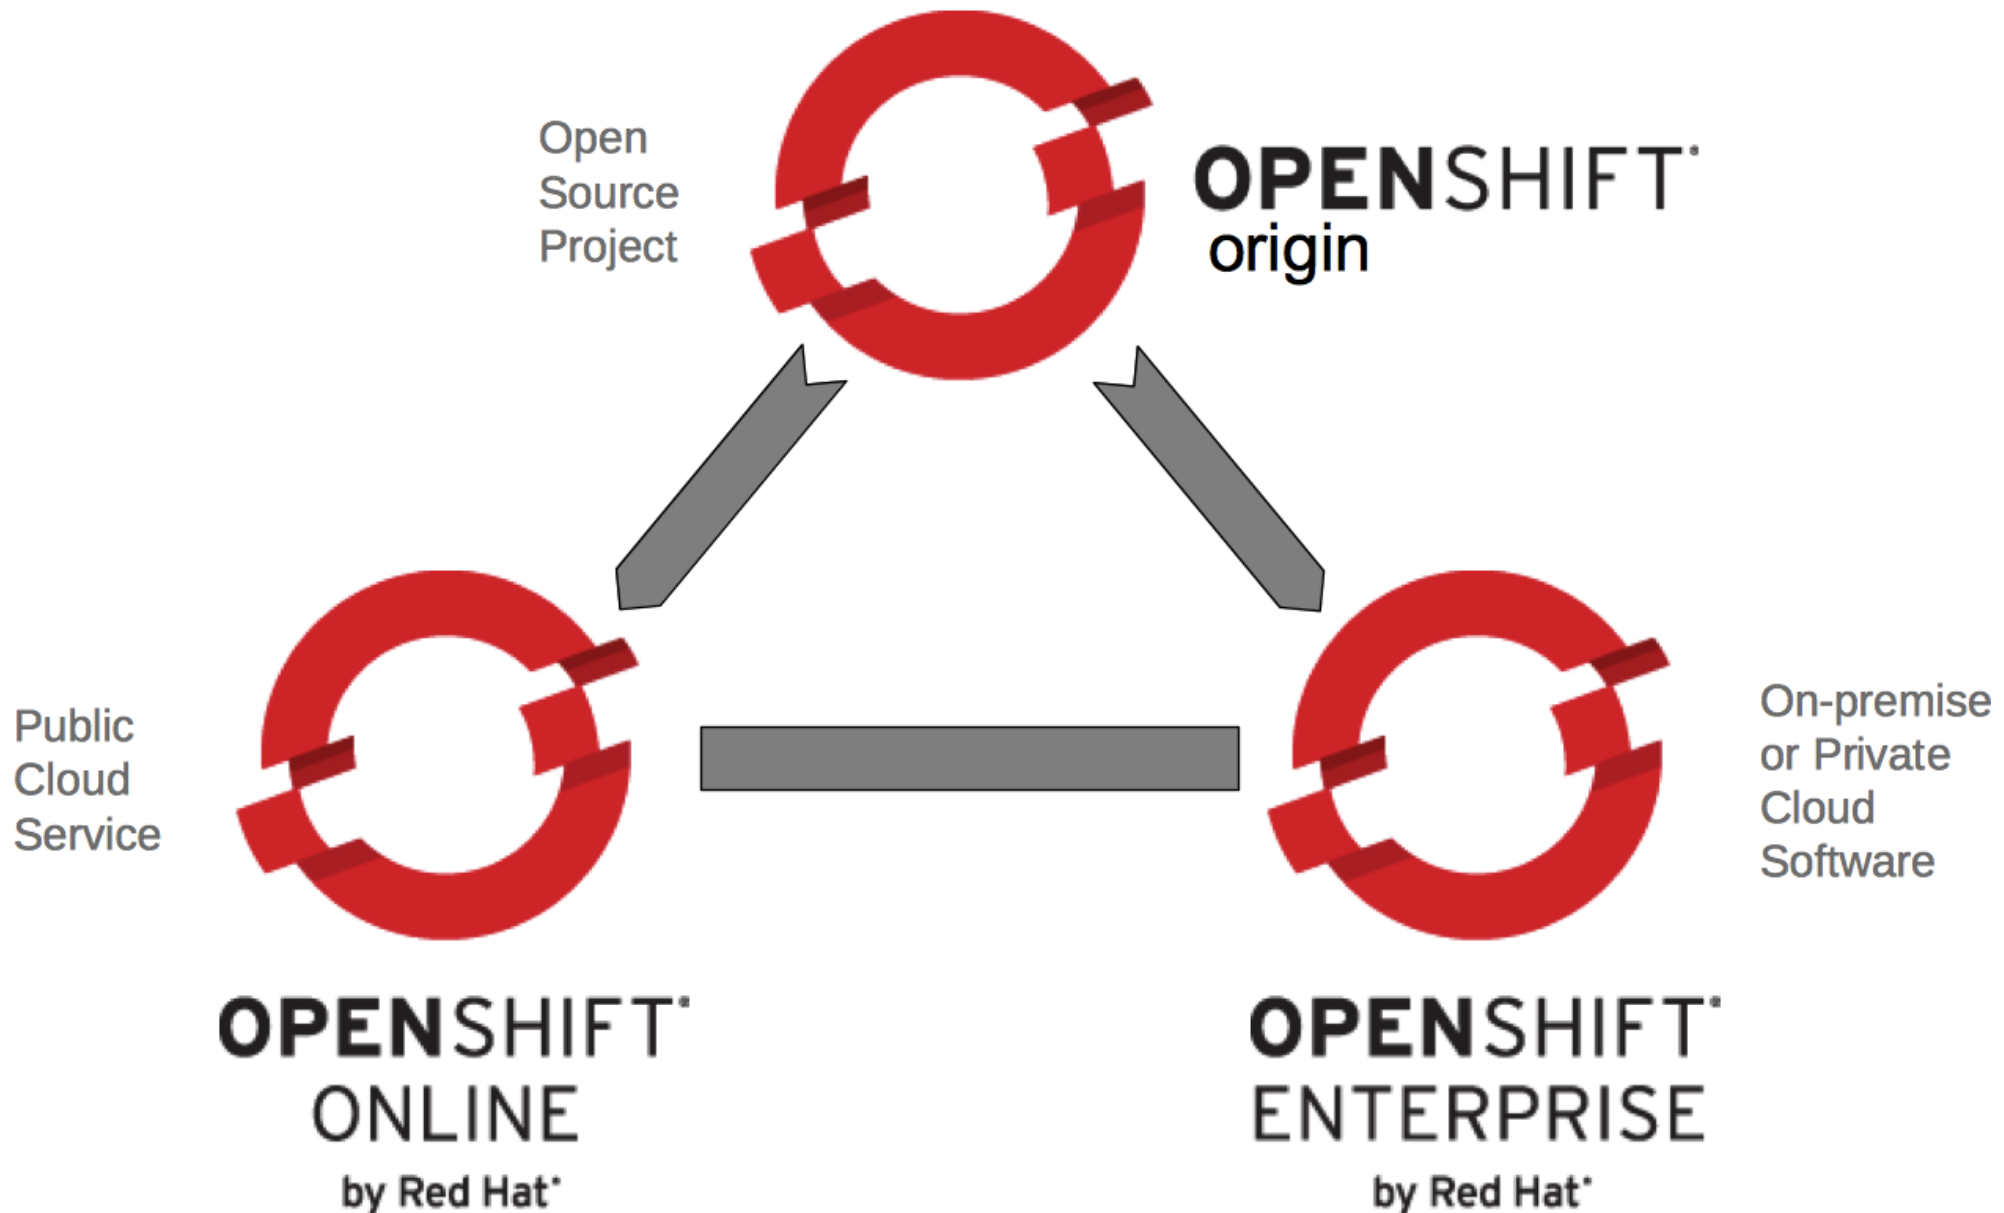 Open
Source
Project
OPENSHIFT
origin
Public
Cloud
Service
On-premise
or Private
Cloud
Software
OPENSHIFT
ONLINE
by Red Hat
OPENSHIFT
ENTERPRISE
by Red Hat